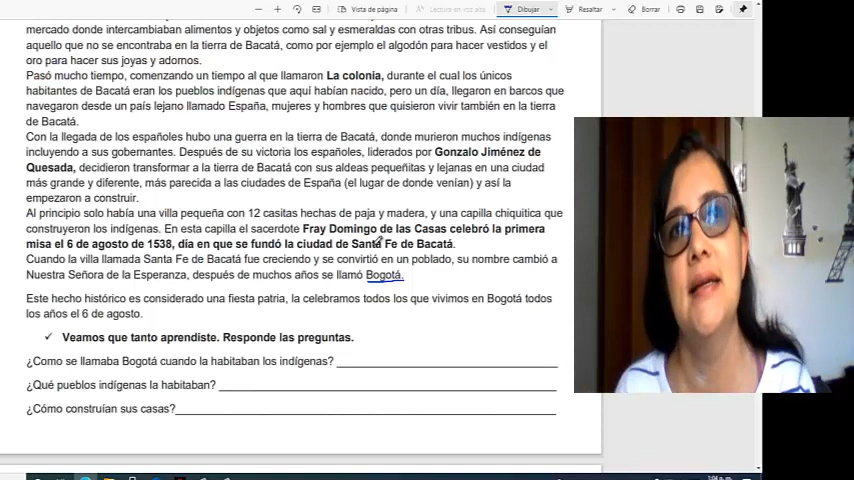 Vista de página
Lectura en voz alta
Dibujar
Resaltar
Borrar
mercado donde intercambiaban alimentos y objetos como sal y esmeraldas con otras tribus. Así conseguían
aquello que no se encontraba en la tierra de Bacatá, como por ejemplo el algodón para hacer vestidos y el
oro para hacer sus joyas y adornos.
Pasó mucho tiempo, comenzando un tiempo al que llamaron La colonia, durante el cual los únicos
habitantes de Bacatá eran los pueblos indígenas que aquí habían nacido, pero un día, llegaron en barcos que
navegaron desde un país lejano llamado España, mujeres y hombres que quisieron vivir también en la tierra
de Bacatá.
Con la llegada de los españoles hubo una guerra en la tierra de Bacatá, donde murieron muchos indígenas
incluyendo a sus gobernantes. Después de su victoria los españoles, liderados por Gonzalo Jiménez de
Quesada, decidieron transformar a la tierra de Bacatá con sus aldeas pequeñitas y lejanas en una ciudad
más grande y diferente, más parecida a las ciudades de España (el lugar de donde venían) y así la
empezaron a construir.
Al principio solo había una villa pequeña con 12 casitas hechas de paja y madera, y una capilla chiquitica que
construyeron los indígenas. En esta capilla el sacerdote Fray Domingo de las Casas celebró la primera
misa el 6 de agosto de 1538, día en que se fundó la ciudad de Santa Fe de Bacatá.
Cuando la villa llamada Santa Fe de Bacatá fue creciendo y se convirtió en un poblado, su nombre cambió a
Nuestra Señora de la Esperanza, después de muchos años se llamó Bogotá.
Este hecho histórico es considerado una fiesta patria, la celebramos todos los que vivimos en Bogotá todos
los años el 6 de agosto.
✓ Veamos que tanto aprendiste. Responde las preguntas.
¿Como se llamaba Bogotá cuando la habitaban los indígenas? ____________________
¿Qué pueblos indígenas la habitaban? ____________________
¿Cómo construían sus casas?____________________